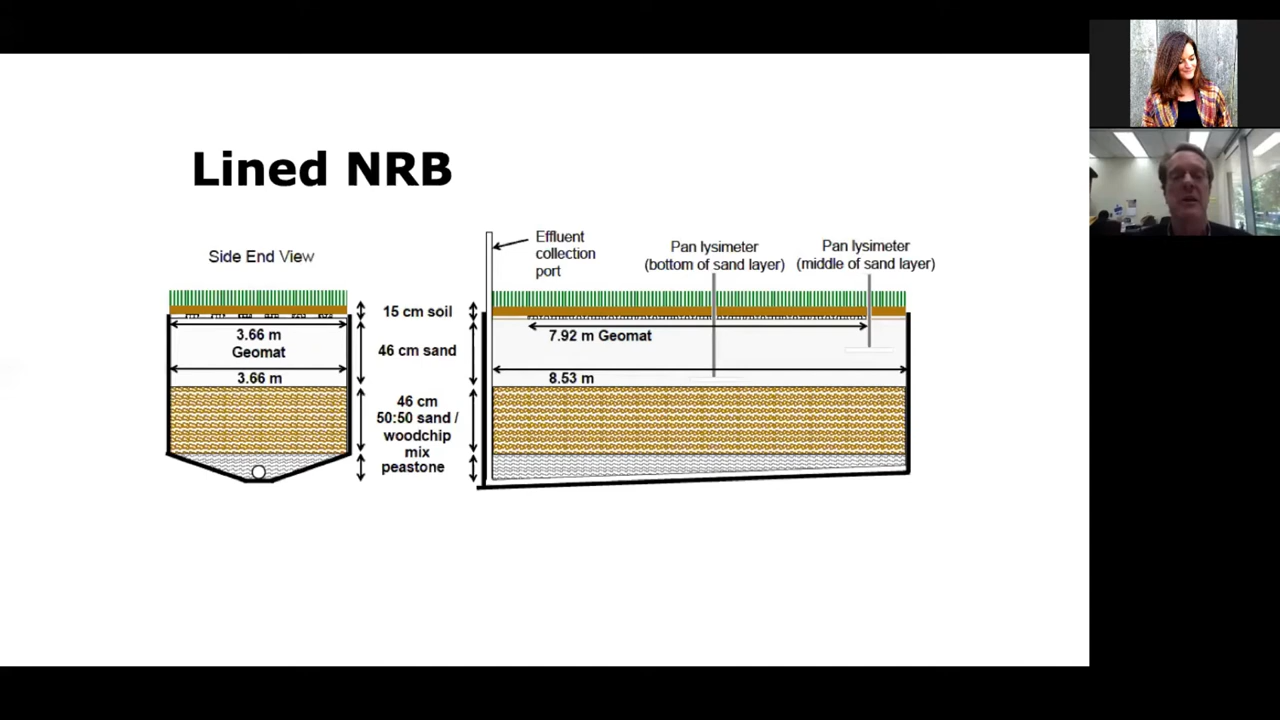 Lined NRB
Side End View
3.66 m
Geomat
3.66 m
15 cm soil
46 cm sand
46 cm
50:50 sand /
woodchip
mix
peastone
Effluent
collection
port
Pan lysimeter
(bottom of sand layer)
Pan lysimeter
(middle of sand layer)
7.92 m Geomat
8.53 m